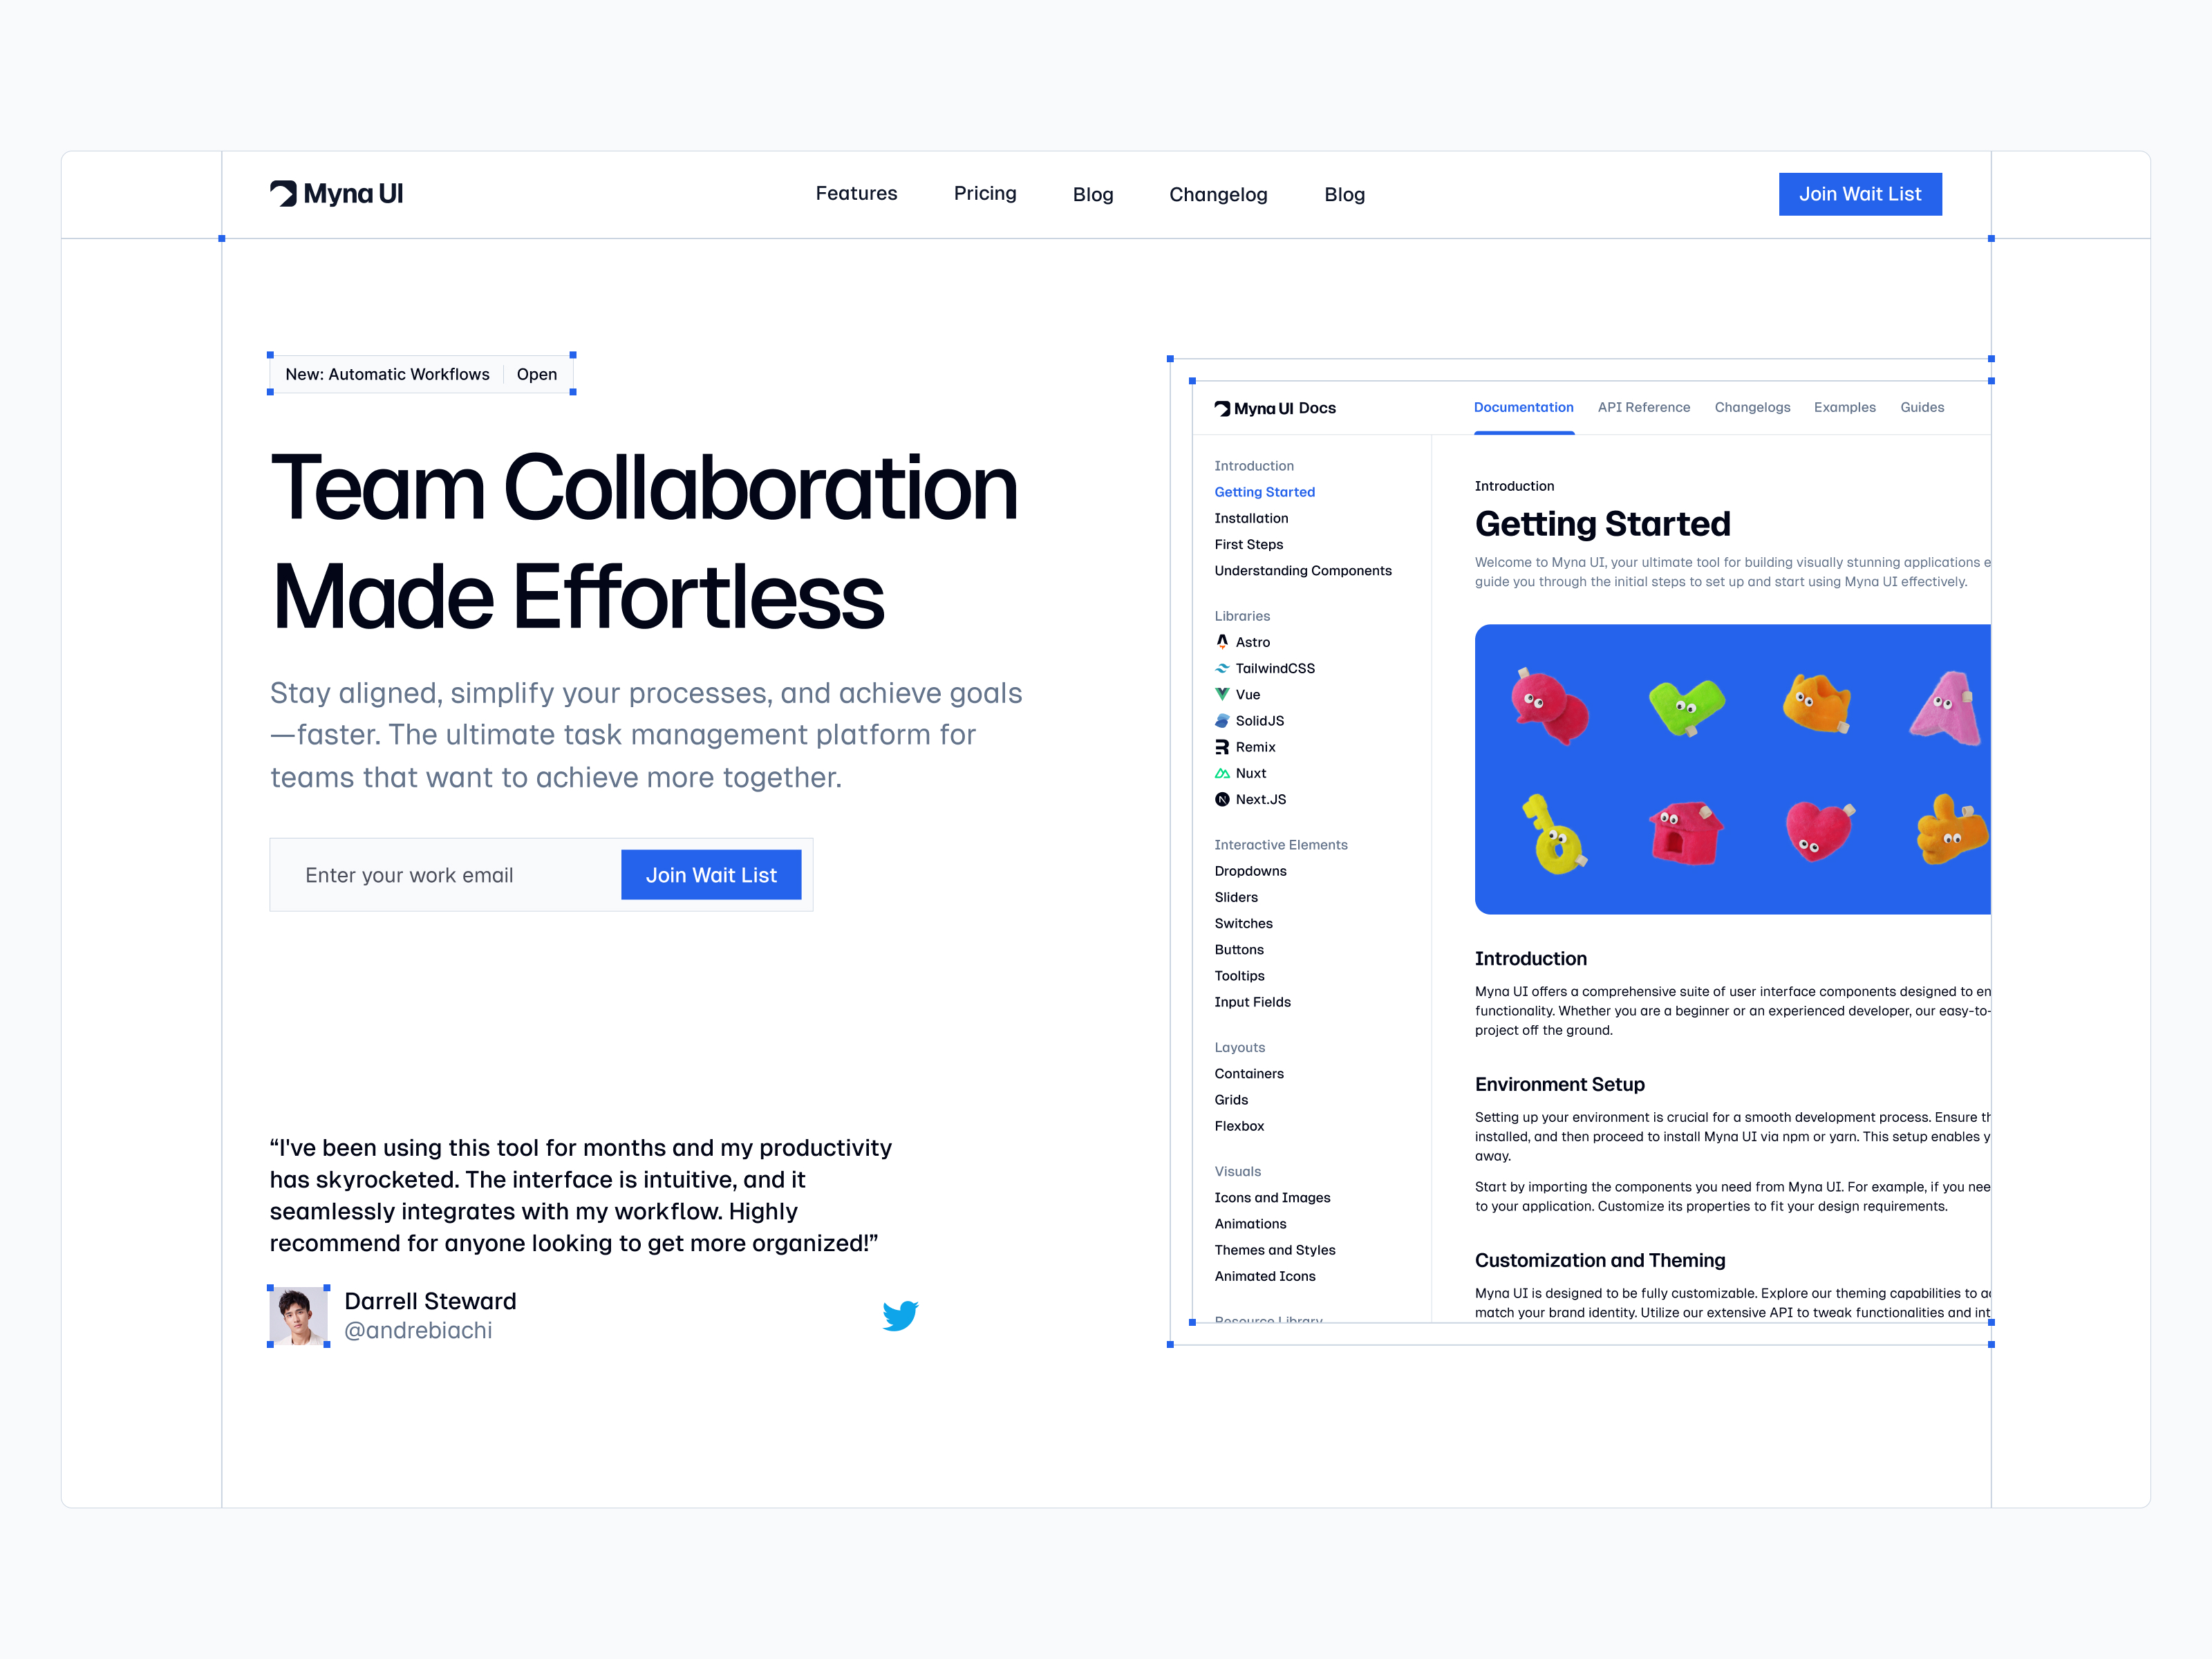 Myna UI
Features
Pricing
Blog
Changelog
Blog
Join Wait List
New: Automatic Workflows
Open
Team Collaboration
Made Effortless
Stay aligned, simplify your processes, and achieve goals
—faster. The ultimate task management platform for
teams that want to achieve more together.
Enter your work email
Join Wait List
“I've been using this tool for months and my productivity
has skyrocketed. The interface is intuitive, and it
seamlessly integrates with my workflow. Highly
recommend for anyone looking to get more organized!”
Darrell Steward
@andrebiachi
Myna UI Docs
Documentation
API Reference
Changelogs
Examples
Guides
Introduction
Getting Started
Installation
First Steps
Understanding Components
Libraries
Astro
TailwindCSS
Vue
SolidJS
Remix
Nuxt
Next.JS
Interactive Elements
Dropdowns
Sliders
Switches
Buttons
Tooltips
Input Fields
Layouts
Containers
Grids
Flexbox
Visuals
Icons and Images
Animations
Themes and Styles
Animated Icons
Resource Library
Introduction
Getting Started
Welcome to Myna UI, your ultimate tool for building visually stunning applications e
guide you through the initial steps to set up and start using Myna UI effectively.
Introduction
Myna UI offers a comprehensive suite of user interface components designed to en
functionality. Whether you are a beginner or an experienced developer, our easy-to-
project off the ground.
Environment Setup
Setting up your environment is crucial for a smooth development process. Ensure th
installed, and then proceed to install Myna UI via npm or yarn. This setup enables y
away.
Start by importing the components you need from Myna UI. For example, if you nee
to your application. Customize its properties to fit your design requirements.
Customization and Theming
Myna UI is designed to be fully customizable. Explore our theming capabilities to a
match your brand identity. Utilize our extensive API to tweak functionalities and int